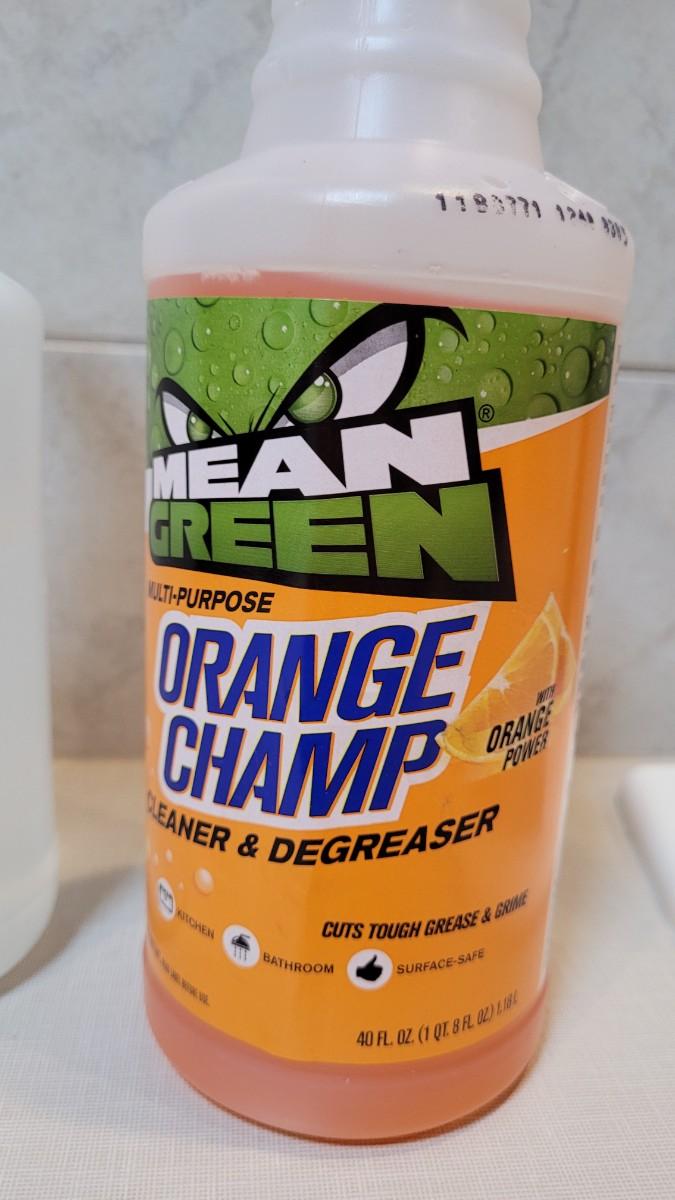 MEAN
GREEN®
MULTI-PURPOSE
ORANGE
CHAMP
WITH
ORANGE
POWER
CLEANER & DEGREASER
CUTS TOUGH GREASE & GRIME
KITCHEN
BATHROOM
SURFACE-SAFE
40 FL. OZ. (1 QT. 8 FL. OZ.) 1.18 L